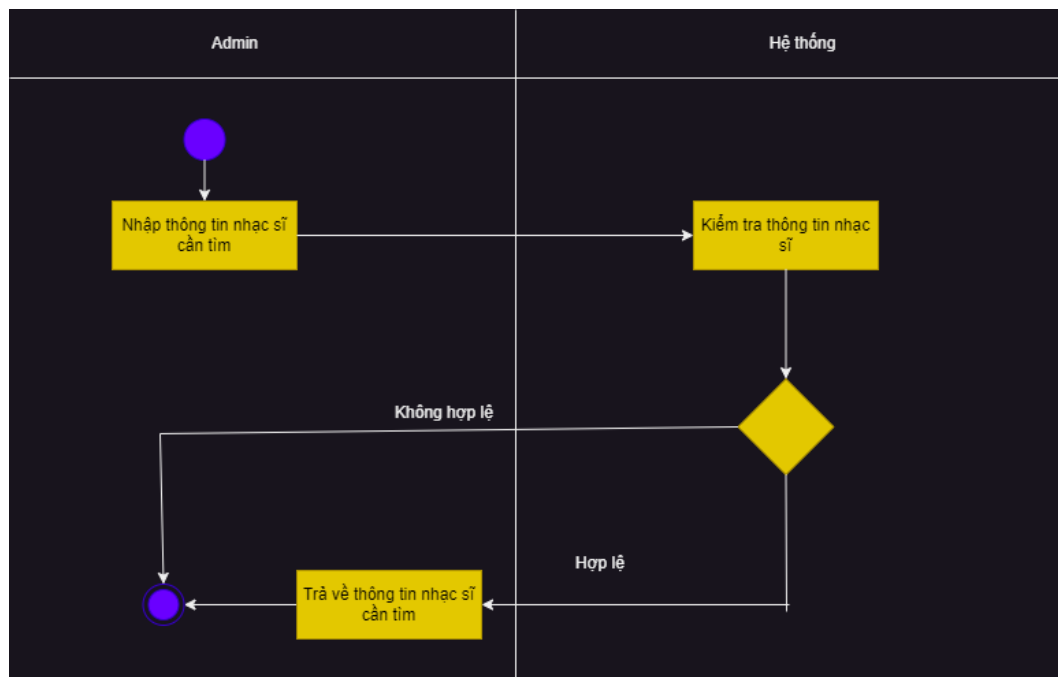 Admin
Hệ thống
Nhập thông tin nhạc sĩ
cần tìm
Kiểm tra thông tin nhạc
sĩ
Không hợp lệ
Hợp lệ
Trả về thông tin nhạc sĩ
cần tìm